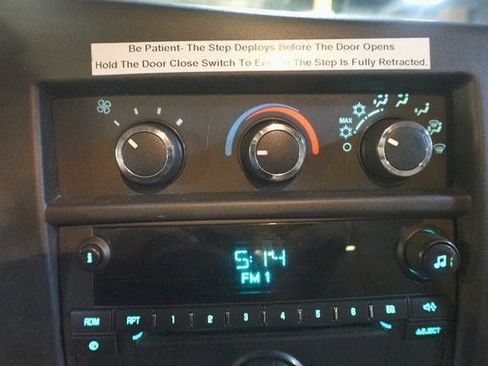 Be Patient- The Step Deploys Before The Door Opens
Hold The Door Close Switch To The Step Is Fully Retracted.
MAX
5:14
FM 1
RDM RPT 1 2 3 4 5 6 EQ
EJECT